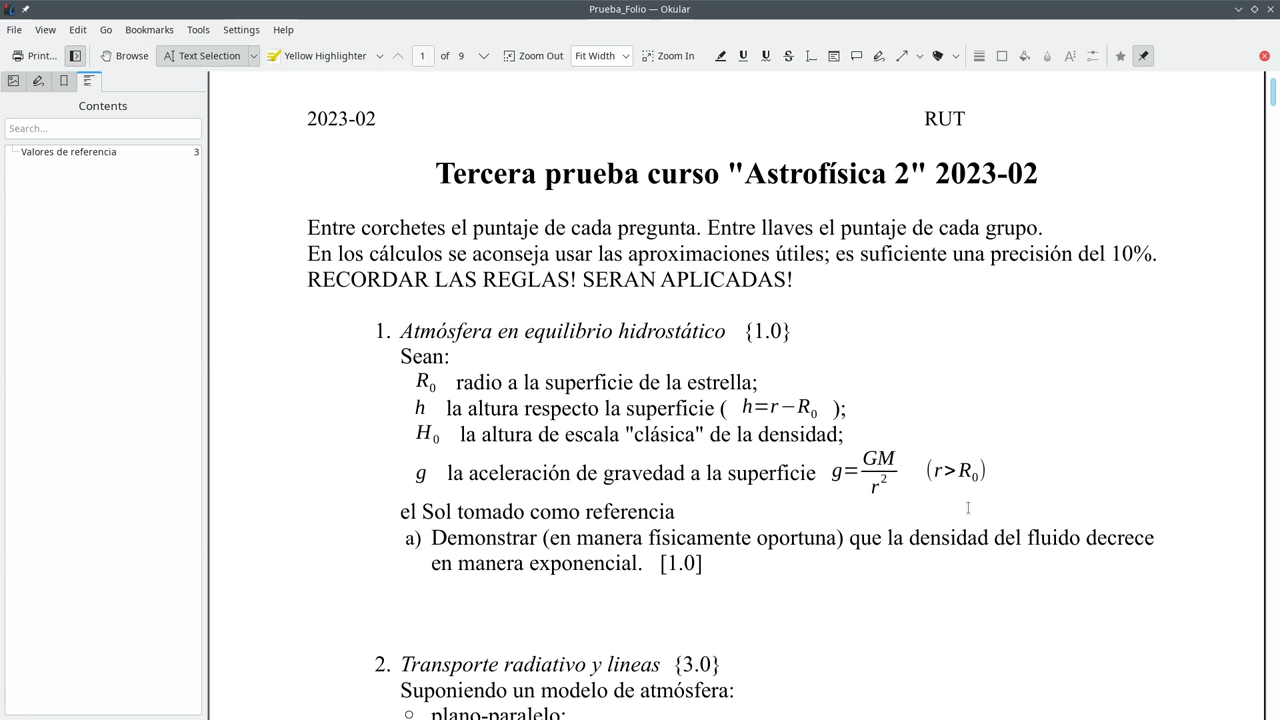 Prueba_Folio — Okular
File View Edit Go Bookmarks Tools Settings Help
Print... Browse Text Selection Yellow Highlighter 1 of 9 Zoom Out Fit Width Zoom In
Contents
Search...
Valores de referencia 3
2023-02 RUT
Tercera prueba curso "Astrofísica 2" 2023-02
Entre corchetes el puntaje de cada pregunta. Entre llaves el puntaje de cada grupo.
En los cálculos se aconseja usar las aproximaciones útiles; es suficiente una precisión del 10%.
RECORDAR LAS REGLAS! SERAN APLICADAS!
1. Atmósfera en equilibrio hidrostático {1.0}
Sean:
R₀ radio a la superficie de la estrella;
h la altura respecto la superficie ( h=r−R₀ );
H₀ la altura de escala "clásica" de la densidad;
g la aceleración de gravedad a la superficie g=GM/r² (r>R₀)
el Sol tomado como referencia
a) Demonstrar (en manera físicamente oportuna) que la densidad del fluido decrece
en manera exponencial. [1.0]
2. Transporte radiativo y lineas {3.0}
Suponiendo un modelo de atmósfera:
○ plano-paralelo;